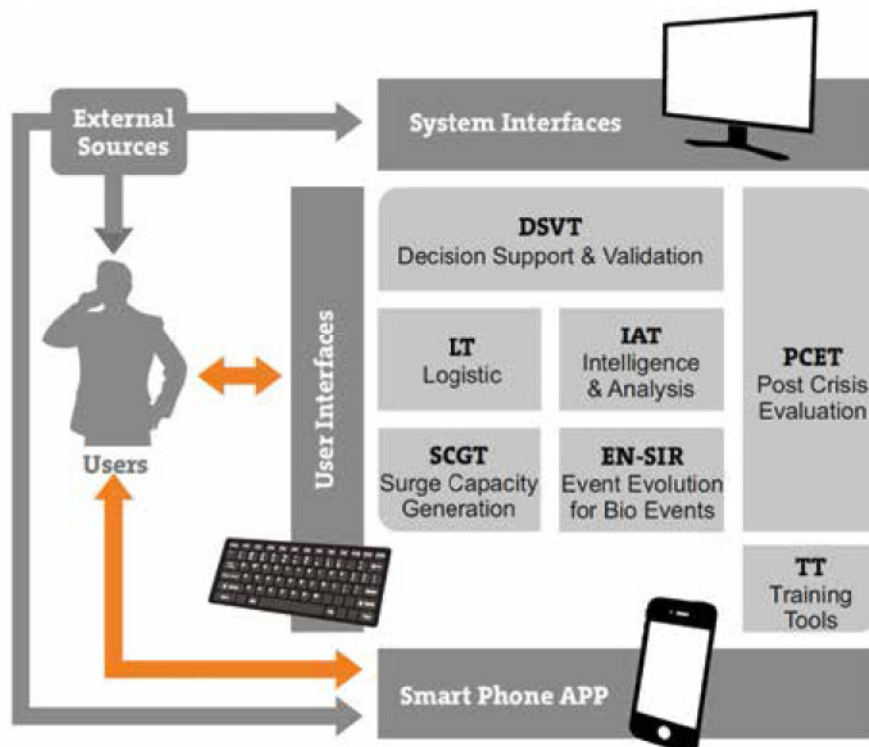 External
Sources
System Interfaces
DSVT
Decision Support & Validation
User Interfaces
LT
Logistic
IAT
Intelligence
& Analysis
PCET
Post Crisis
Evaluation
Users
SCGT
Surge Capacity
Generation
EN-SIR
Event Evolution
for Bio Events
TT
Training
Tools
Smart Phone APP